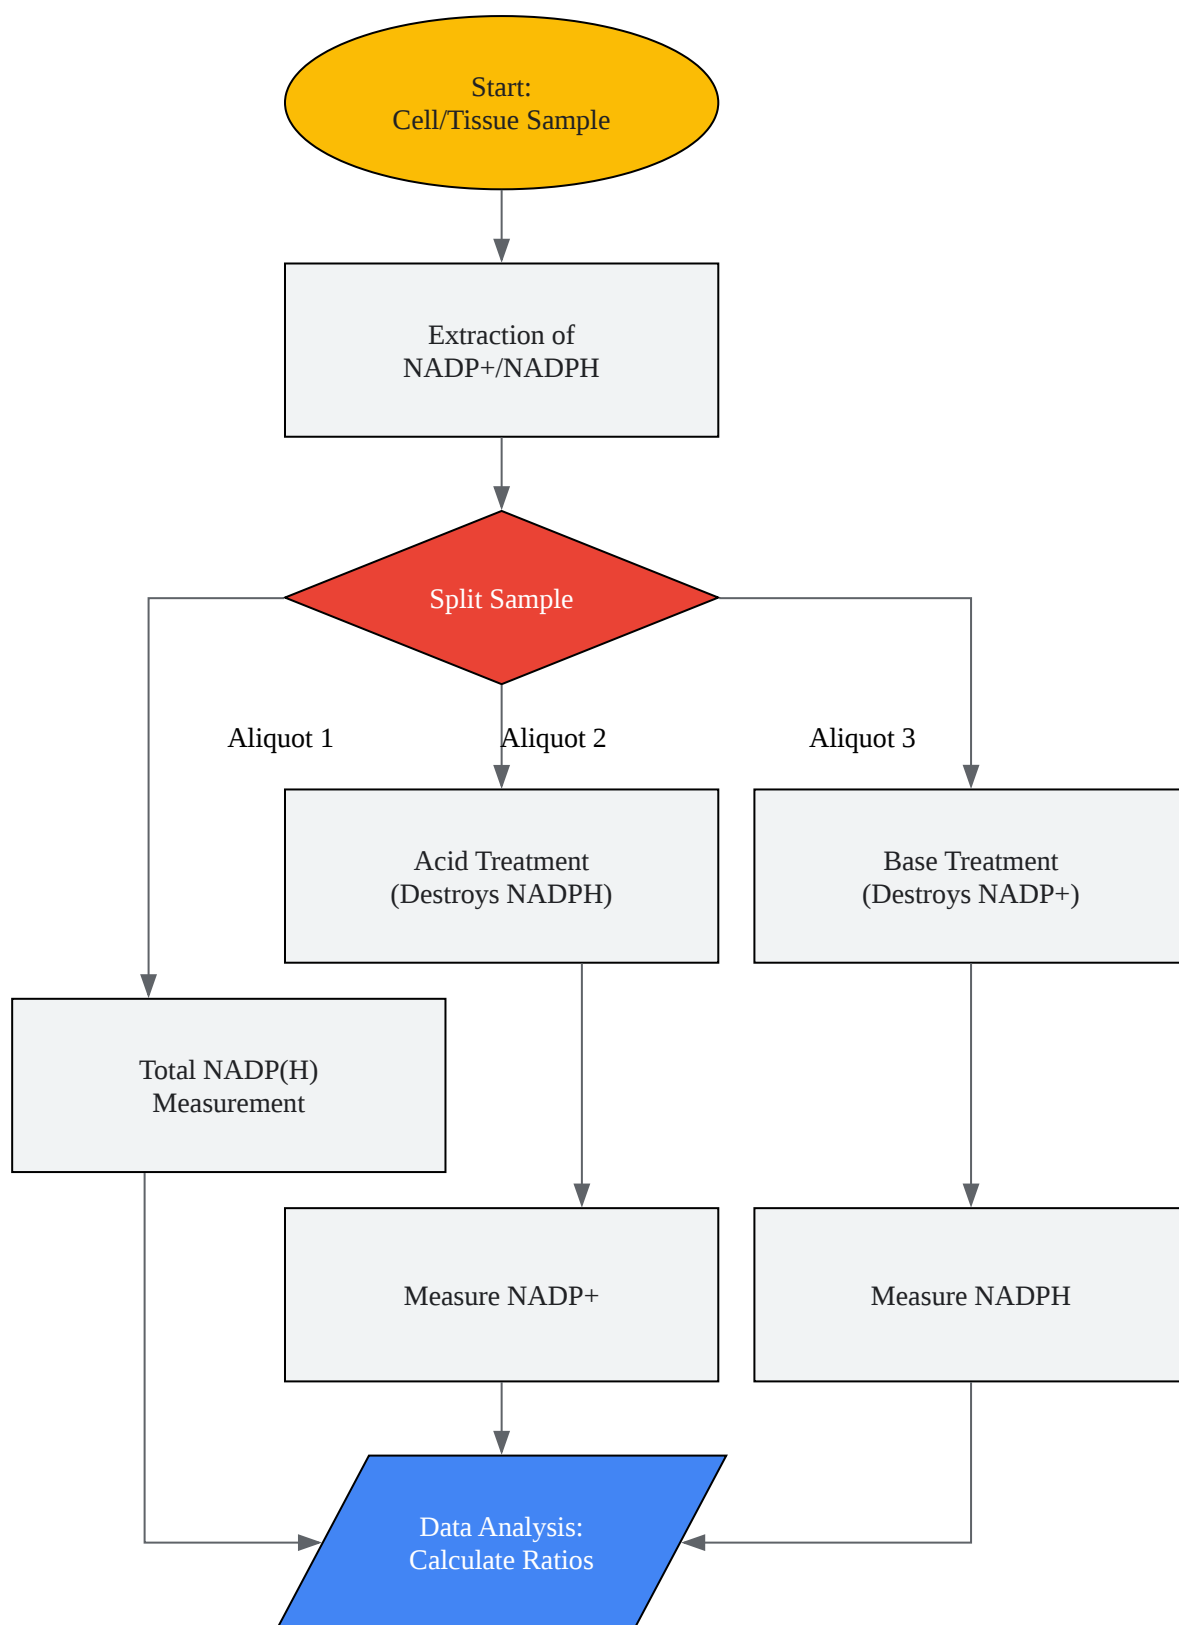 Start:
Cell/Tissue Sample
Extraction of
NADP+/NADPH
Split Sample
Aliquot 1
Aliquot 2
Aliquot 3
Acid Treatment
(Destroys NADPH)
Base Treatment
(Destroys NADP+)
Total NADP(H)
Measurement
Measure NADP+
Measure NADPH
Data Analysis:
Calculate Ratios